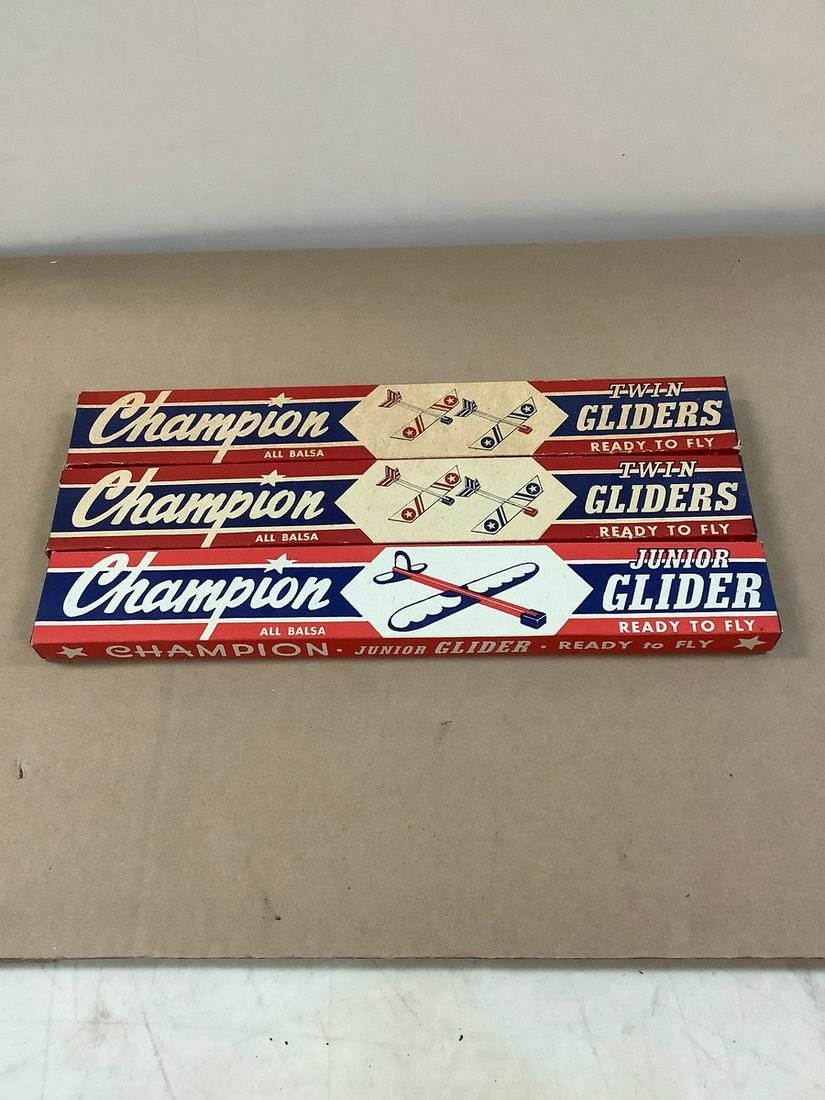 Champion
ALL BALSA
T-W-I-N
GLIDERS
READY TO FLY
Champion
ALL BALSA
T-W-I-N
GLIDERS
READY TO FLY
Champion
ALL BALSA
JUNIOR
GLIDER
READY TO FLY
CHAMPION · JUNIOR GLIDER · READY to FLY